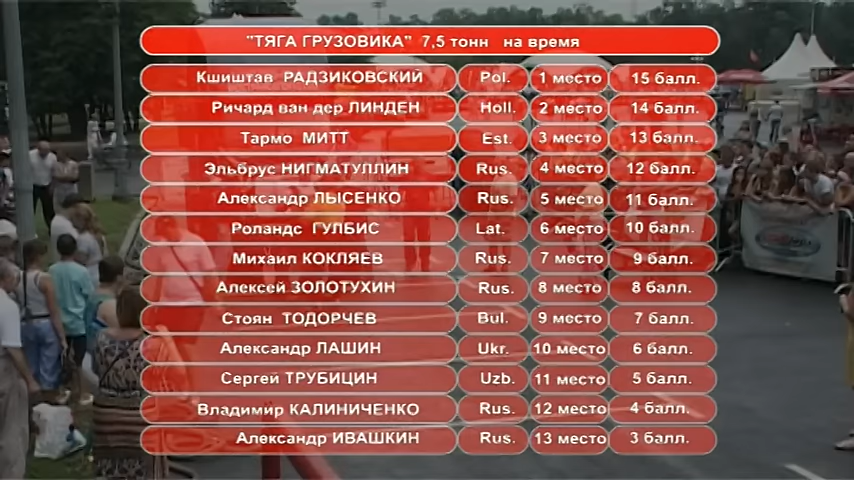 "ТЯГА ГРУЗОВИКА" 7,5 тонн на время
Кшиштав РАДЗИКОВСКИЙ Pol. 1 место 15 балл.
Ричард ван дер ЛИНДЕН Holl. 2 место 14 балл.
Тармо МИТТ Est. 3 место 13 балл.
Эльбрус НИГМАТУЛЛИН Rus. 4 место 12 балл.
Александр ЛЫСЕНКО Rus. 5 место 11 балл.
Роландс ГУЛБИС Lat. 6 место 10 балл.
Михаил КОКЛЯЕВ Rus. 7 место 9 балл.
Алексей ЗОЛОТУХИН Rus. 8 место 8 балл.
Стоян ТОДОРЧЕВ Bul. 9 место 7 балл.
Александр ЛАШИН Ukr. 10 место 6 балл.
Сергей ТРУБИЦИН Uzb. 11 место 5 балл.
Владимир КАЛИНИЧЕНКО Rus. 12 место 4 балл.
Александр ИВАШКИН Rus. 13 место 3 балл.